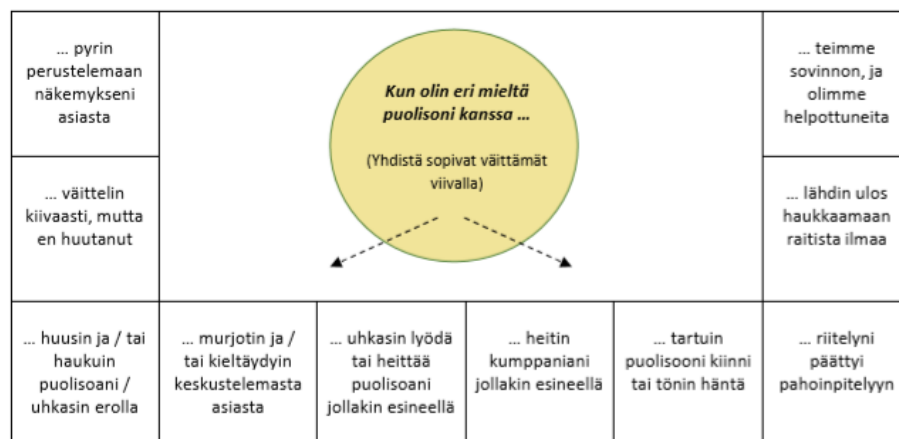 ... pyrin
perustelemaan
näkemykseni
asiasta
Kun olin eri mieltä
puolisoni kanssa ...
(Yhdistä sopivat väittämät
viivalla)
... teimme
sovinnon, ja
olimme
helpottuneita
... väittelin
kiivaasti, mutta
en huutanut
... lähdin ulos
haukkaamaan
raitista ilmaa
... huusin ja / tai
haukuin
puolisoani /
uhkasin erolla
... murjotin ja /
tai kieltäydyin
keskustelemasta
asiasta
... uhkasin lyödä
tai heittää
puolisoani
jollakin esineellä
... heitin
kumppaniani
jollakin esineellä
... tartuin
puolisooni kiinni
tai tönin häntä
... riitelyni
päättyi
pahoinpitelyyn